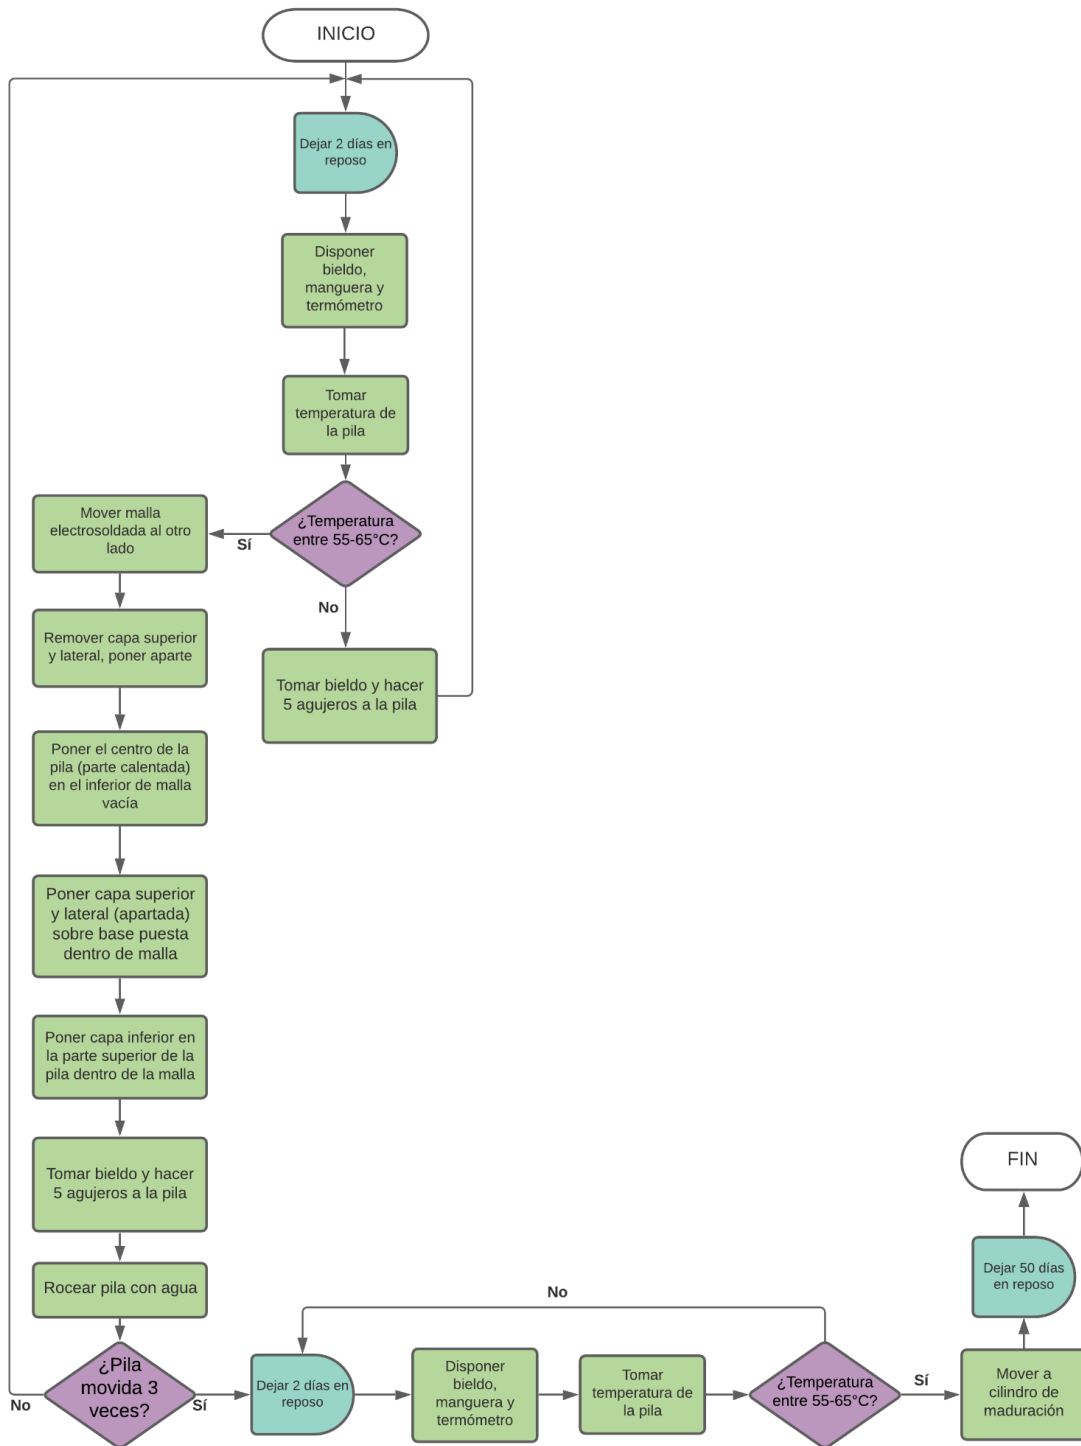 INICIO
Dejar 2 días en
reposo
Disponer
bieldo,
manguera y
termómetro
Tomar
temperatura de
la pila
¿Temperatura
entre 55-65°C?
Sí
No
Tomar bieldo y hacer
5 agujeros a la pila
Mover malla
electrosoldada al otro
lado
Remover capa superior
y lateral, poner aparte
Poner el centro de la
pila (parte calentada)
en el inferior de malla
vacía
Poner capa superior
y lateral (apartada)
sobre base puesta
dentro de malla
Poner capa inferior en
la parte superior de la
pila dentro de la malla
Tomar bieldo y hacer
5 agujeros a la pila
Rocear pila con agua
¿Pila
movida 3
veces?
No
Sí
Dejar 2 días en
reposo
Disponer
bieldo,
manguera y
termómetro
Tomar
temperatura de
la pila
¿Temperatura
entre 55-65°C?
No
Sí
Mover a
cilindro de
maduración
Dejar 50 días
en reposo
FIN